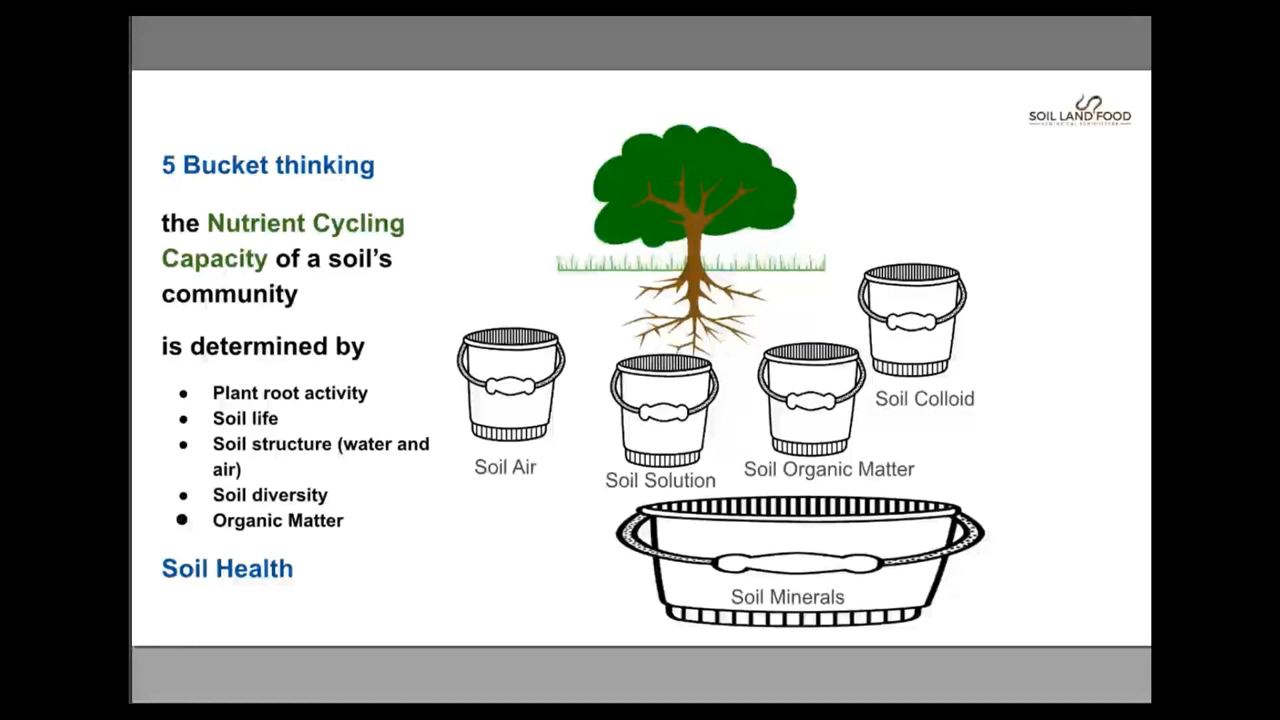 SOIL LAND FOOD
5 Bucket thinking
the Nutrient Cycling
Capacity of a soil's
community
is determined by
● Plant root activity
● Soil life
● Soil structure (water and
air)
● Soil diversity
● Organic Matter
Soil Health
Soil Colloid
Soil Air
Soil Solution
Soil Organic Matter
Soil Minerals